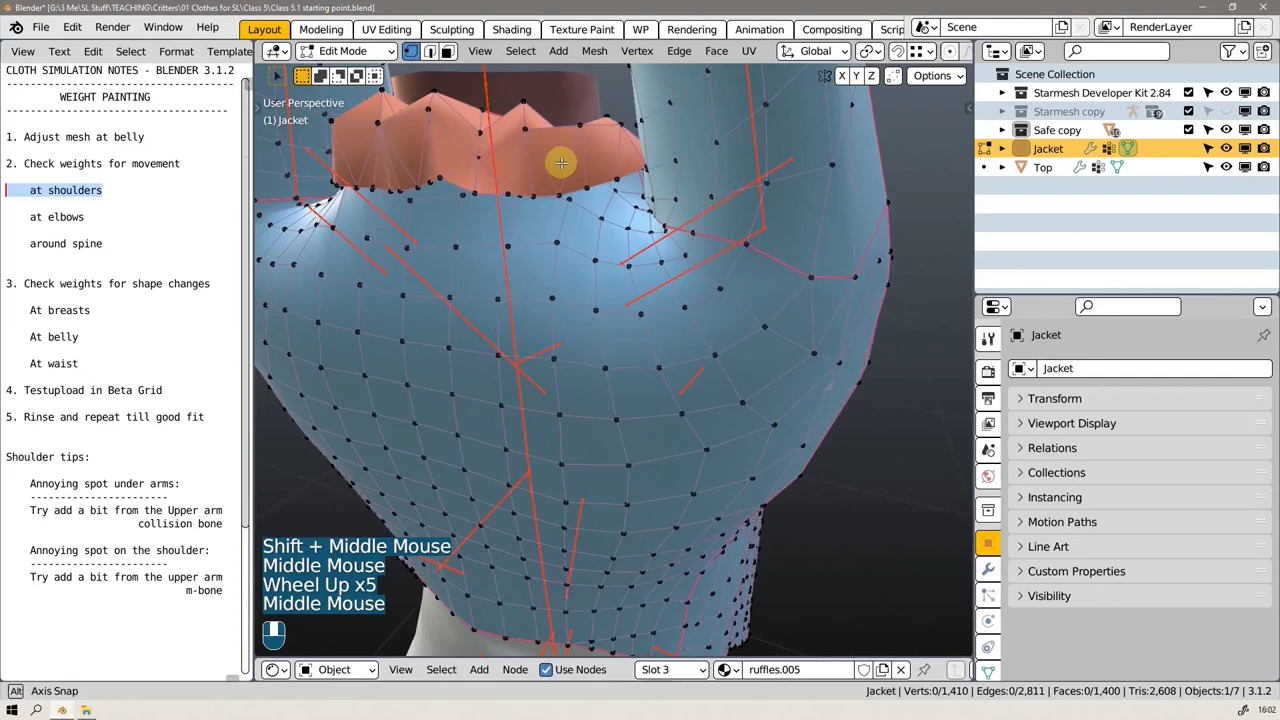 Blender* [G:\3 Me\SL Stuff\TEACHING\Critters\01 Clothes for SL\Class 5\Class 5.1 starting point.blend]
File Edit Render Window Help
Layout Modeling UV Editing Sculpting Shading Texture Paint WP Rendering Animation Compositing Scrip
Scene
RenderLayer
View Text Edit Select Format Template
Edit Mode View Select Add Mesh Vertex Edge Face UV Global
X Y Z Options
User Perspective
(1) Jacket
CLOTH SIMULATION NOTES - BLENDER 3.1.2
WEIGHT PAINTING
1. Adjust mesh at belly
2. Check weights for movement
at shoulders
at elbows
around spine
3. Check weights for shape changes
At breasts
At belly
At waist
4. Testupload in Beta Grid
5. Rinse and repeat till good fit
Shoulder tips:
Annoying spot under arms:
Try add a bit from the Upper arm
collision bone
Annoying spot on the shoulder:
Try add a bit from the upper arm
m-bone
Shift + Middle Mouse
Middle Mouse
Wheel Up x5
Middle Mouse
Object View Select Add Node Use Nodes Slot 3 ruffles.005
Scene Collection
Starmesh Developer Kit 2.84
Starmesh copy
Safe copy
Jacket
Top
Jacket
Jacket
Transform
Viewport Display
Relations
Collections
Instancing
Motion Paths
Line Art
Custom Properties
Visibility
Alt Axis Snap
Jacket | Verts:0/1,410 | Edges:0/2,811 | Faces:0/1,400 | Tris:2,608 | Objects:1/7 | 3.1.2
16:02